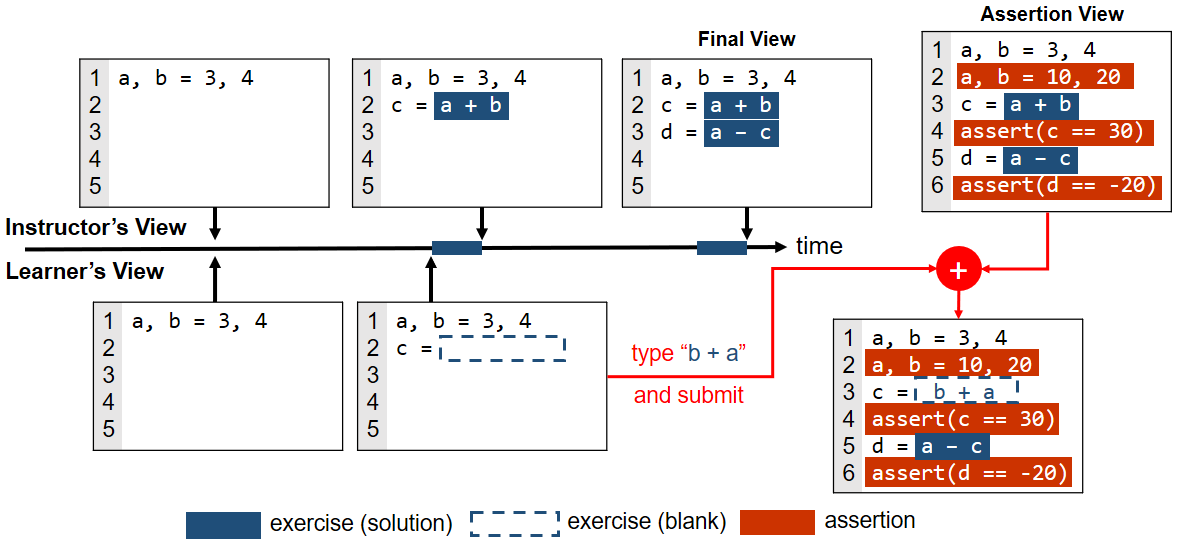 Assertion View
1 a, b = 3, 4
2 a, b = 10, 20
3 c = a + b
4 assert(c == 30)
5 d = a - c
6 assert(d == -20)
Final View
1 a, b = 3, 4
2
3
4
5
1 a, b = 3, 4
2 c = a + b
3
4
5
1 a, b = 3, 4
2 c = a + b
3 d = a - c
4
5
Instructor's View
time
Learner's View
1 a, b = 3, 4
2
3
4
5
1 a, b = 3, 4
2 c =
3
4
5
type “b + a”
and submit
+
1 a, b = 3, 4
2 a, b = 10, 20
3 c = b + a
4 assert(c == 30)
5 d = a - c
6 assert(d == -20)
exercise (solution)
exercise (blank)
assertion